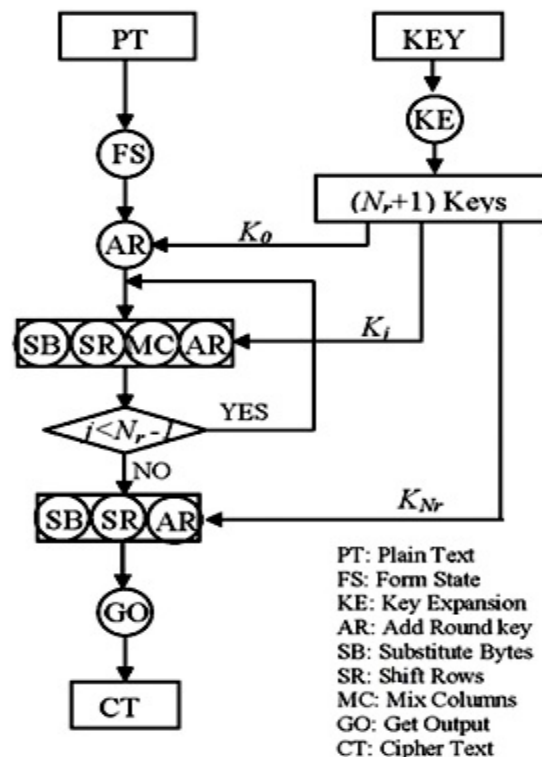 PT
KEY
KE
FS
(Nr+1) Keys
AR
K0
SB SR MC AR
Ki
i<Nr-1
YES
NO
SB SR AR
KNr
GO
CT
PT: Plain Text
FS: Form State
KE: Key Expansion
AR: Add Round key
SB: Substitute Bytes
SR: Shift Rows
MC: Mix Columns
GO: Get Output
CT: Cipher Text